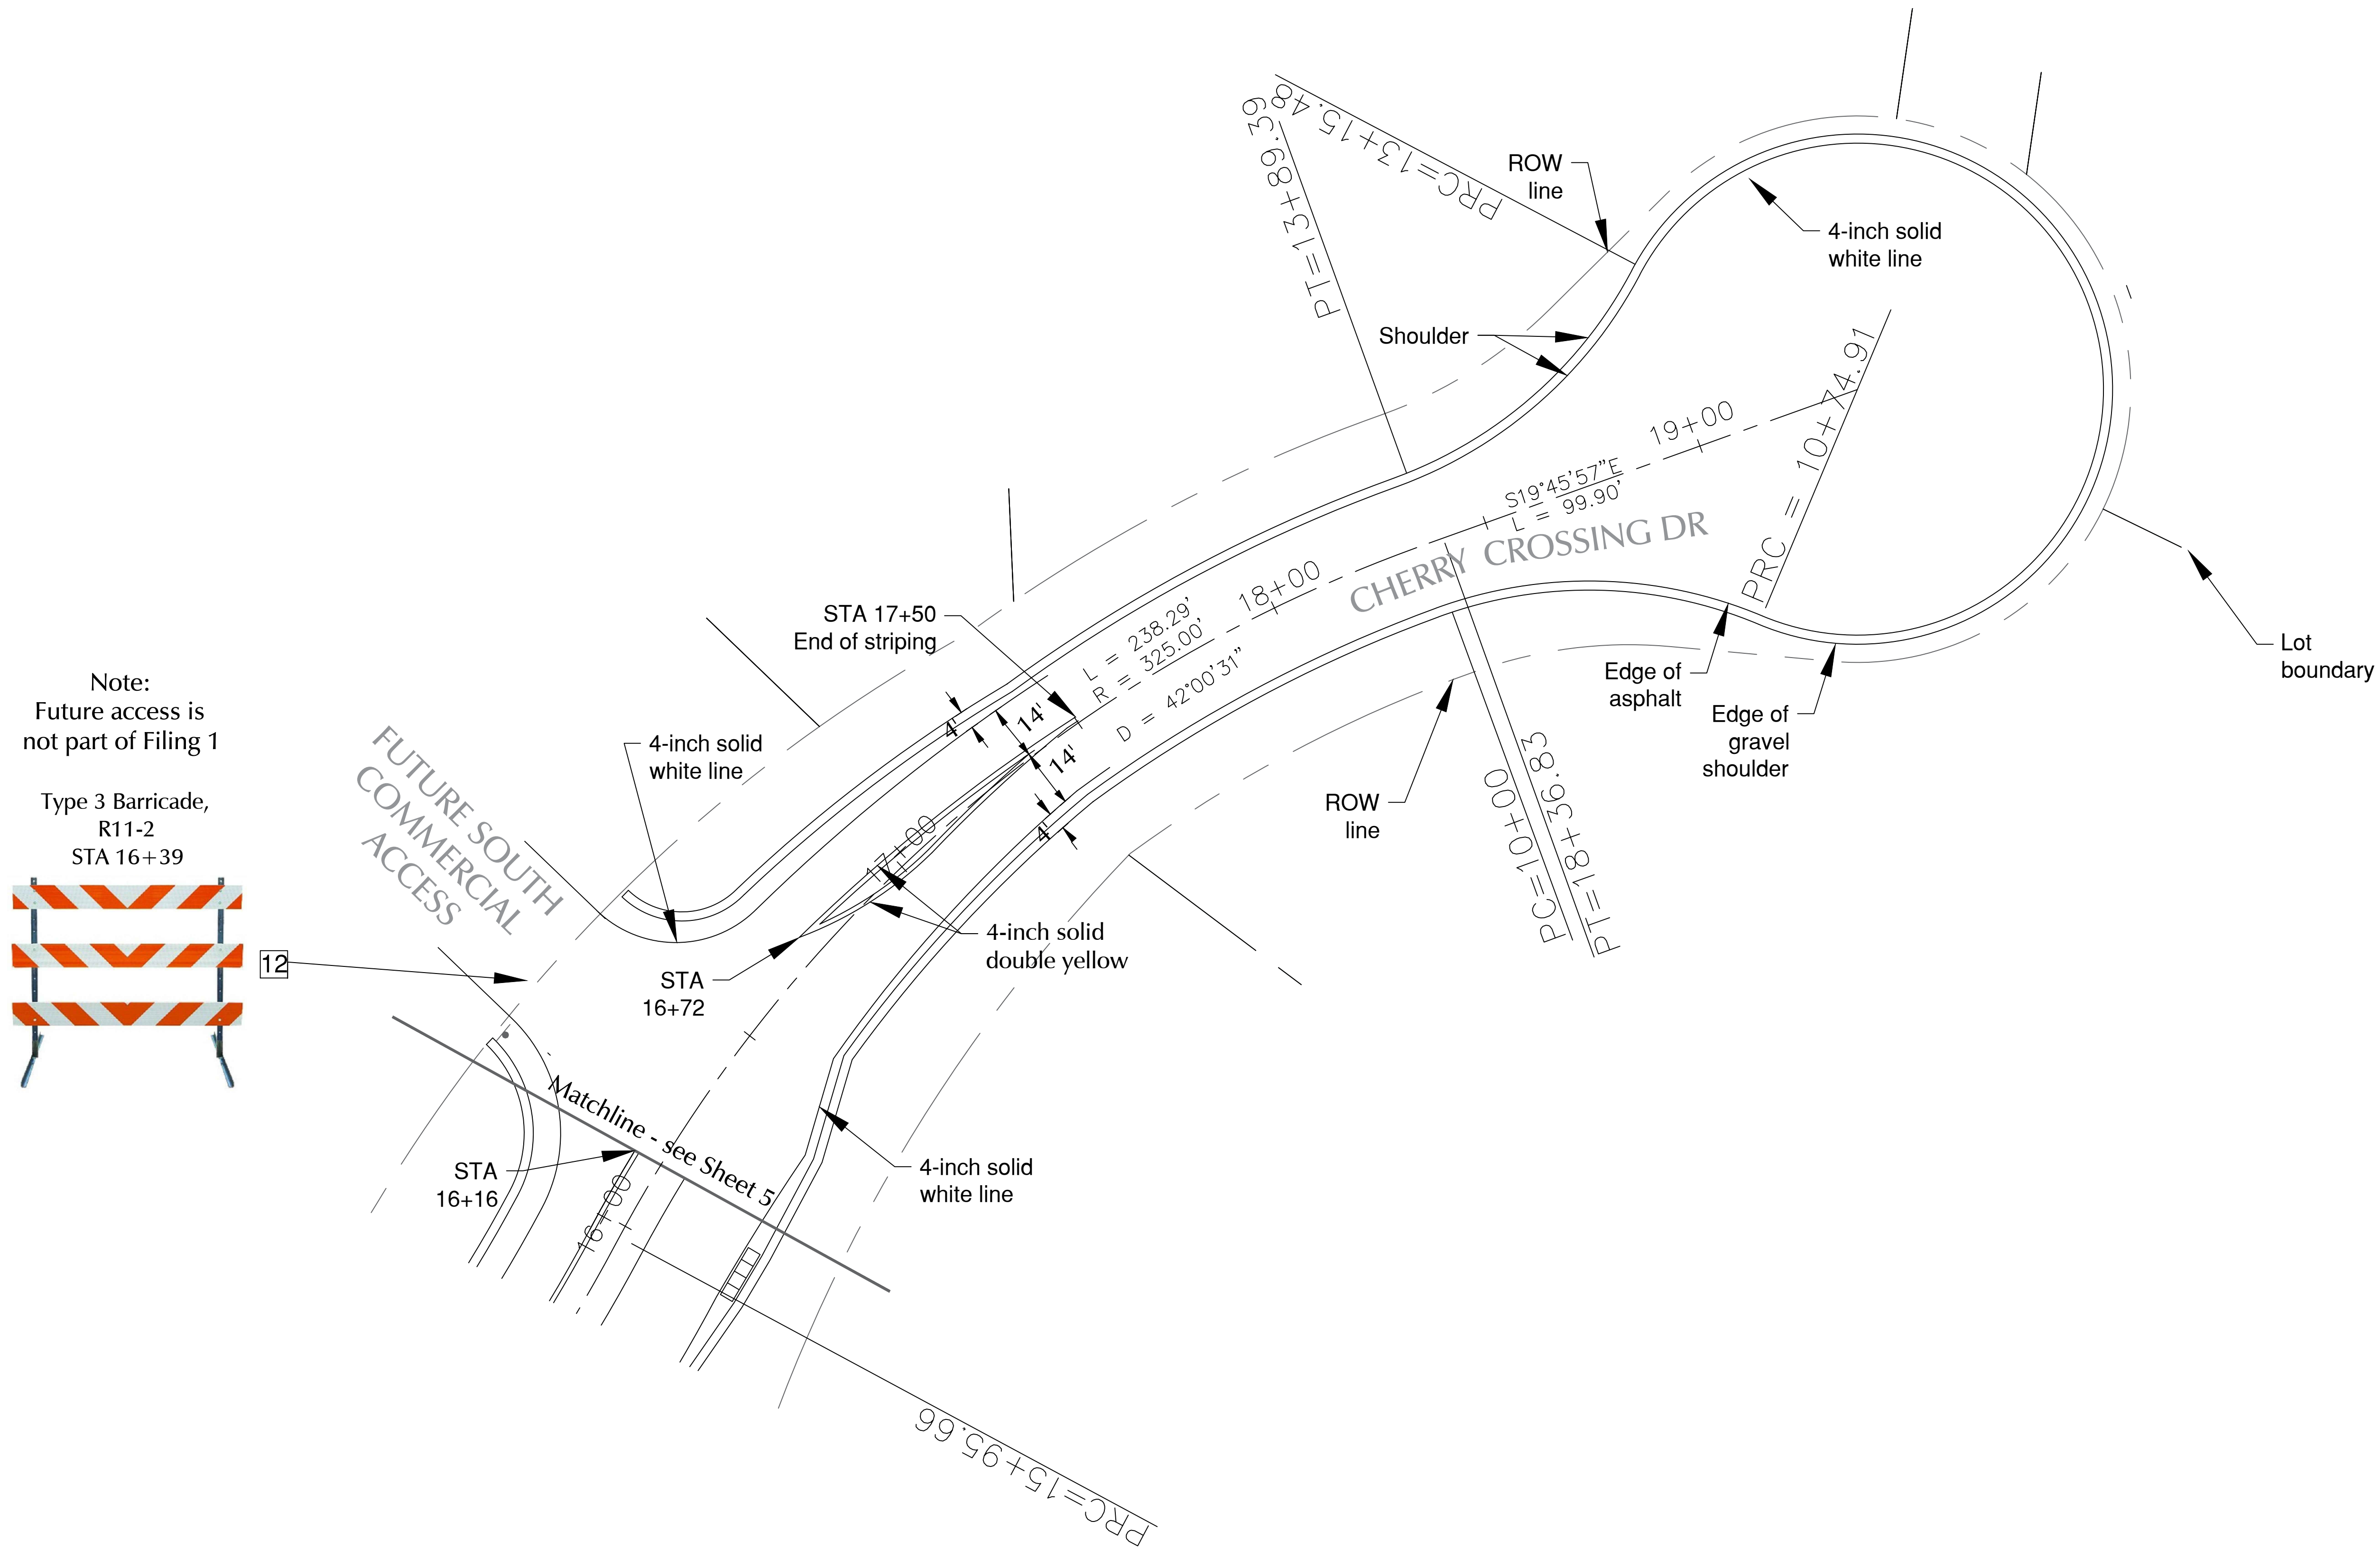 PRC=13+15.48
PT=13+89.39
ROW
line
4-inch solid
white line
Shoulder
PRC = 10+74.91
19+00
S19°45'57"E
L = 99.90'
CHERRY CROSSING DR
18+00
L = 238.29'
R = 325.00'
D = 42°00'31"
STA 17+50
End of striping
Lot
boundary
Edge of
asphalt
Edge of
gravel
shoulder
Note:
Future access is
not part of Filing 1
Type 3 Barricade,
R11-2
STA 16+39
12
FUTURE SOUTH
COMMERCIAL
ACCESS
4-inch solid
white line
4'
14'
14'
4'
17+00
ROW
line
PC=10+00
PT=18+36.83
4-inch solid
double yellow
STA
16+72
Matchline - see Sheet 5
STA
16+16
16+00
4-inch solid
white line
PRC=15+95.66